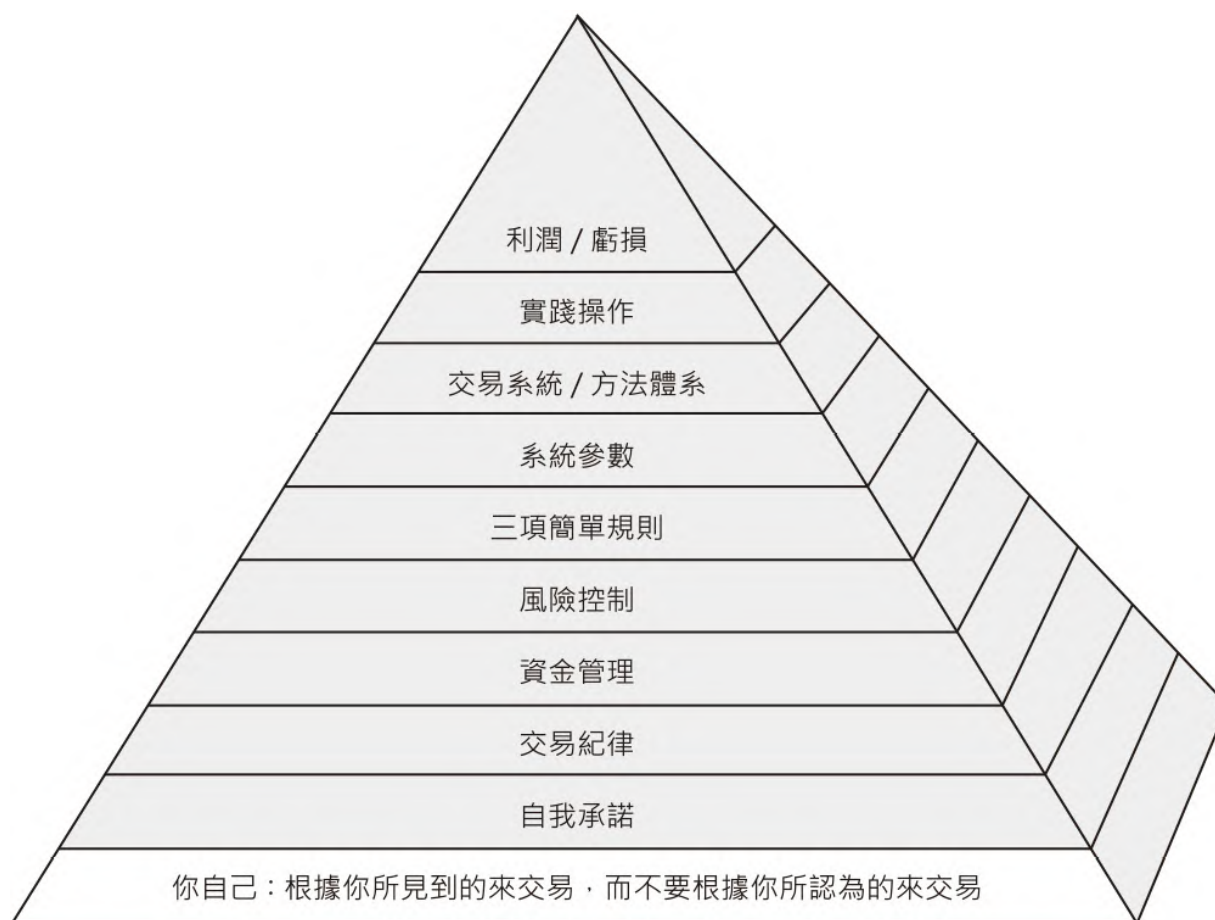 利潤 / 虧損
實踐操作
交易系統 / 方法體系
系統參數
三項簡單規則
風險控制
資金管理
交易紀律
自我承諾
你自己：根據你所見到的來交易，而不要根據你所認為的來交易